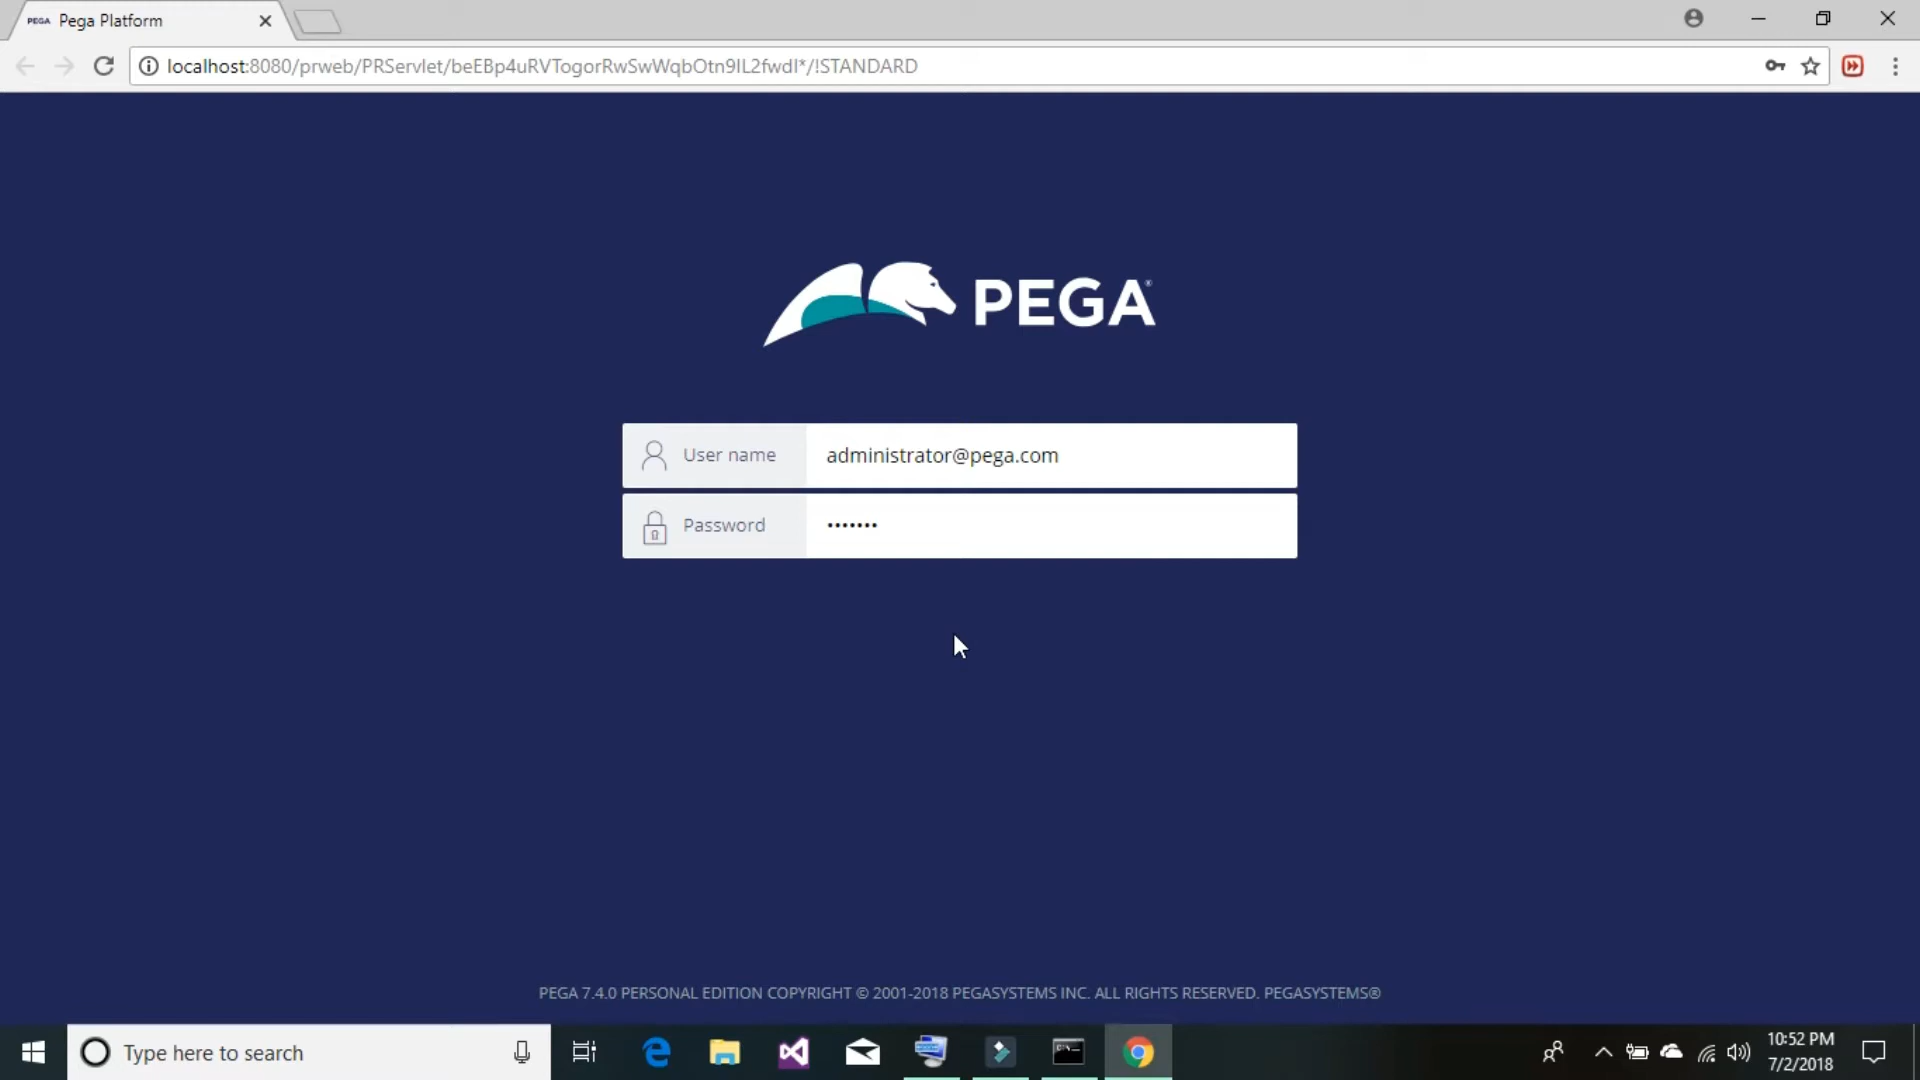 PEGA Pega Platform
localhost:8080/prweb/PRServlet/beEBp4uRVTogorRwSwWqbOtn9IL2fwdI*/!STANDARD
PEGA®
User name administrator@pega.com
Password •••••••
PEGA 7.4.0 PERSONAL EDITION COPYRIGHT © 2001-2018 PEGASYSTEMS INC. ALL RIGHTS RESERVED. PEGASYSTEMS®
Type here to search
10:52 PM
7/2/2018